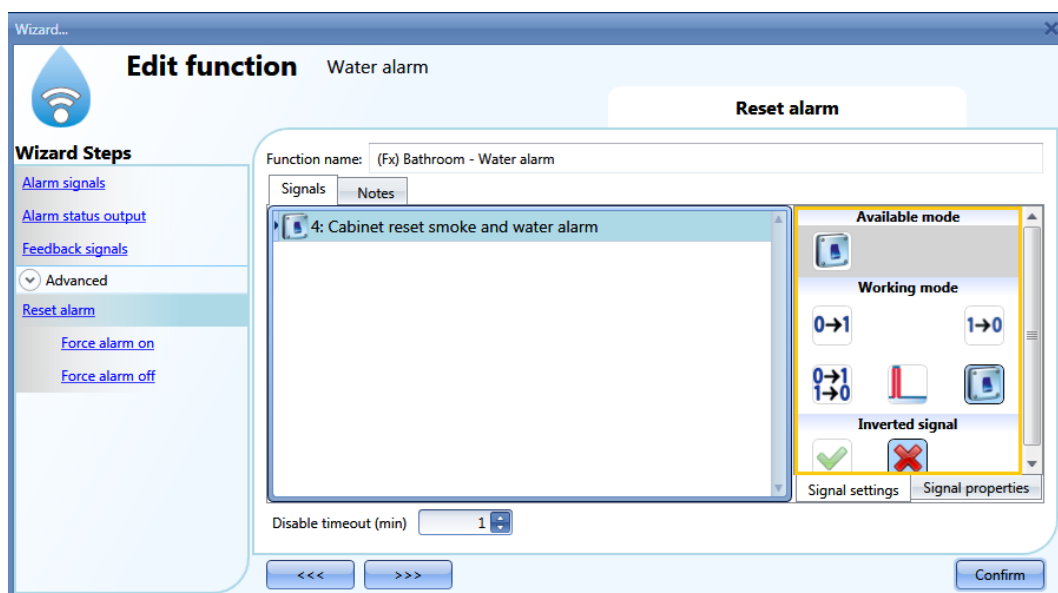 Wizard...
Edit function Water alarm
Reset alarm
Wizard Steps
Alarm signals
Alarm status output
Feedback signals
Advanced
Reset alarm
Force alarm on
Force alarm off
Function name: (Fx) Bathroom - Water alarm
Signals Notes
4: Cabinet reset smoke and water alarm
Available mode
Working mode
0→1 1→0
0→1
1→0
Inverted signal
Signal settings Signal properties
Disable timeout (min) 1
<<< >>> Confirm